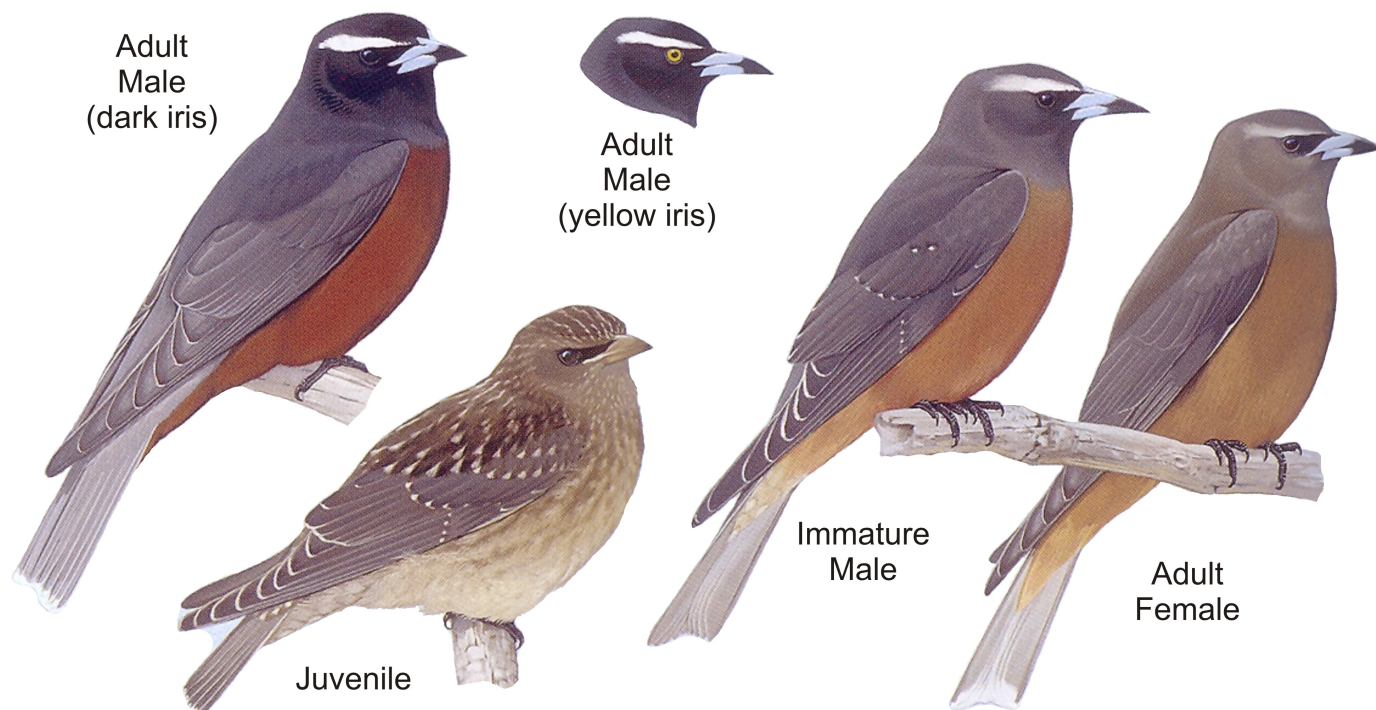 Adult
Male
(dark iris)
Adult
Male
(yellow iris)
Immature
Male
Adult
Female
Juvenile